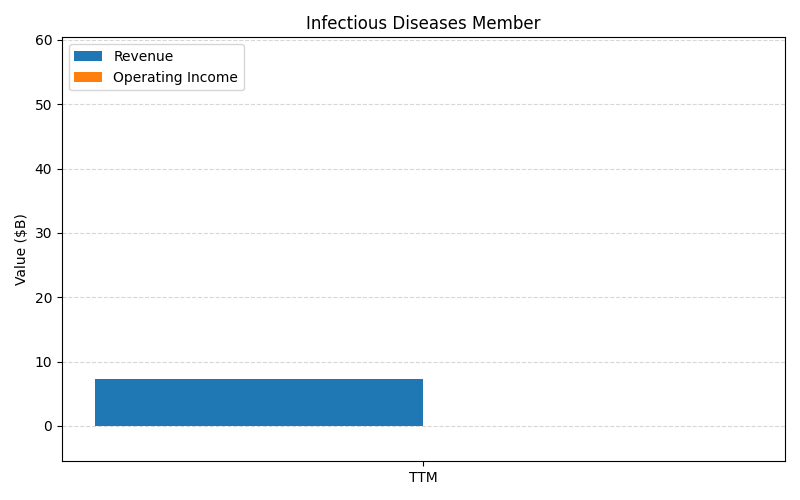 Infectious Diseases Member
Revenue
Operating Income
60
50
40
30
20
10
0
Value ($B)
TTM